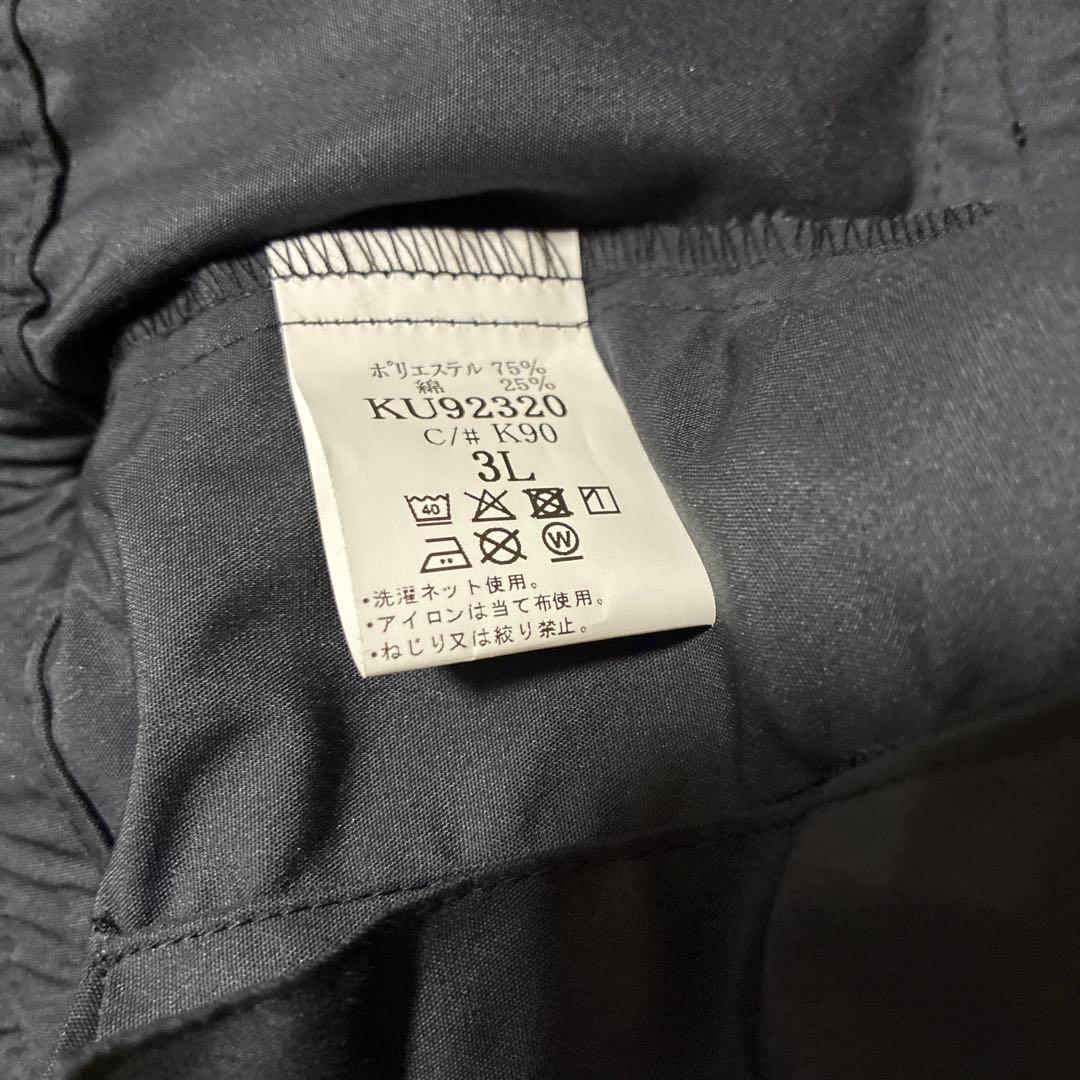 ポリエステル 75%
綿 25%
KU92320
C/# K90
3L
40
W
・洗濯ネット使用。
・アイロンは当て布使用。
・ねじり又は絞り禁止。